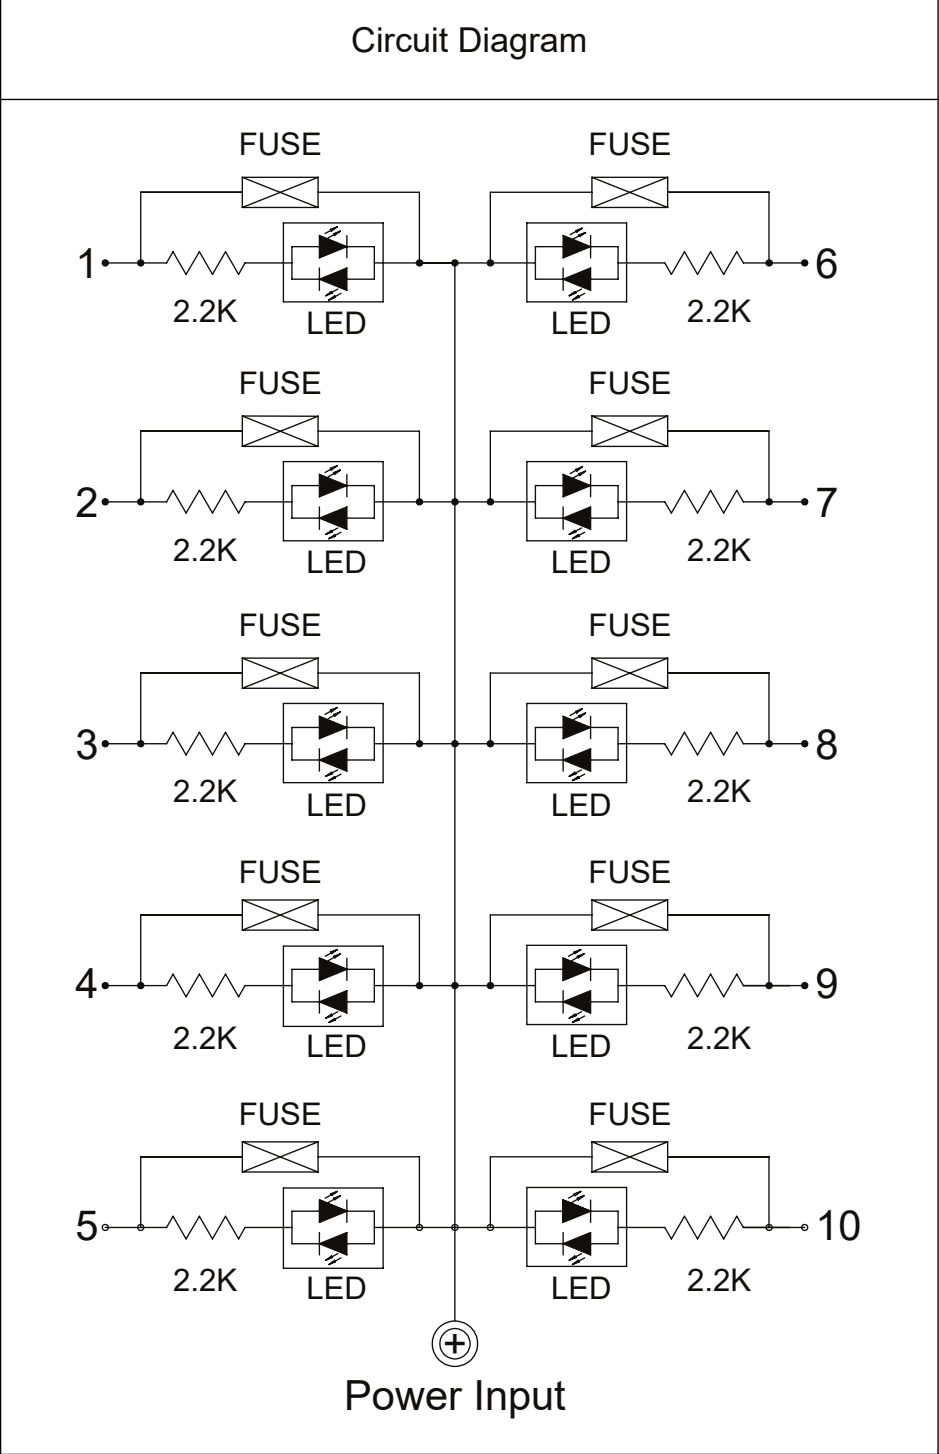 Circuit Diagram
FUSE FUSE
1 6
2.2K LED LED 2.2K
FUSE FUSE
2 7
2.2K LED LED 2.2K
FUSE FUSE
3 8
2.2K LED LED 2.2K
FUSE FUSE
4 9
2.2K LED LED 2.2K
FUSE FUSE
5 10
2.2K LED LED 2.2K
+
Power Input